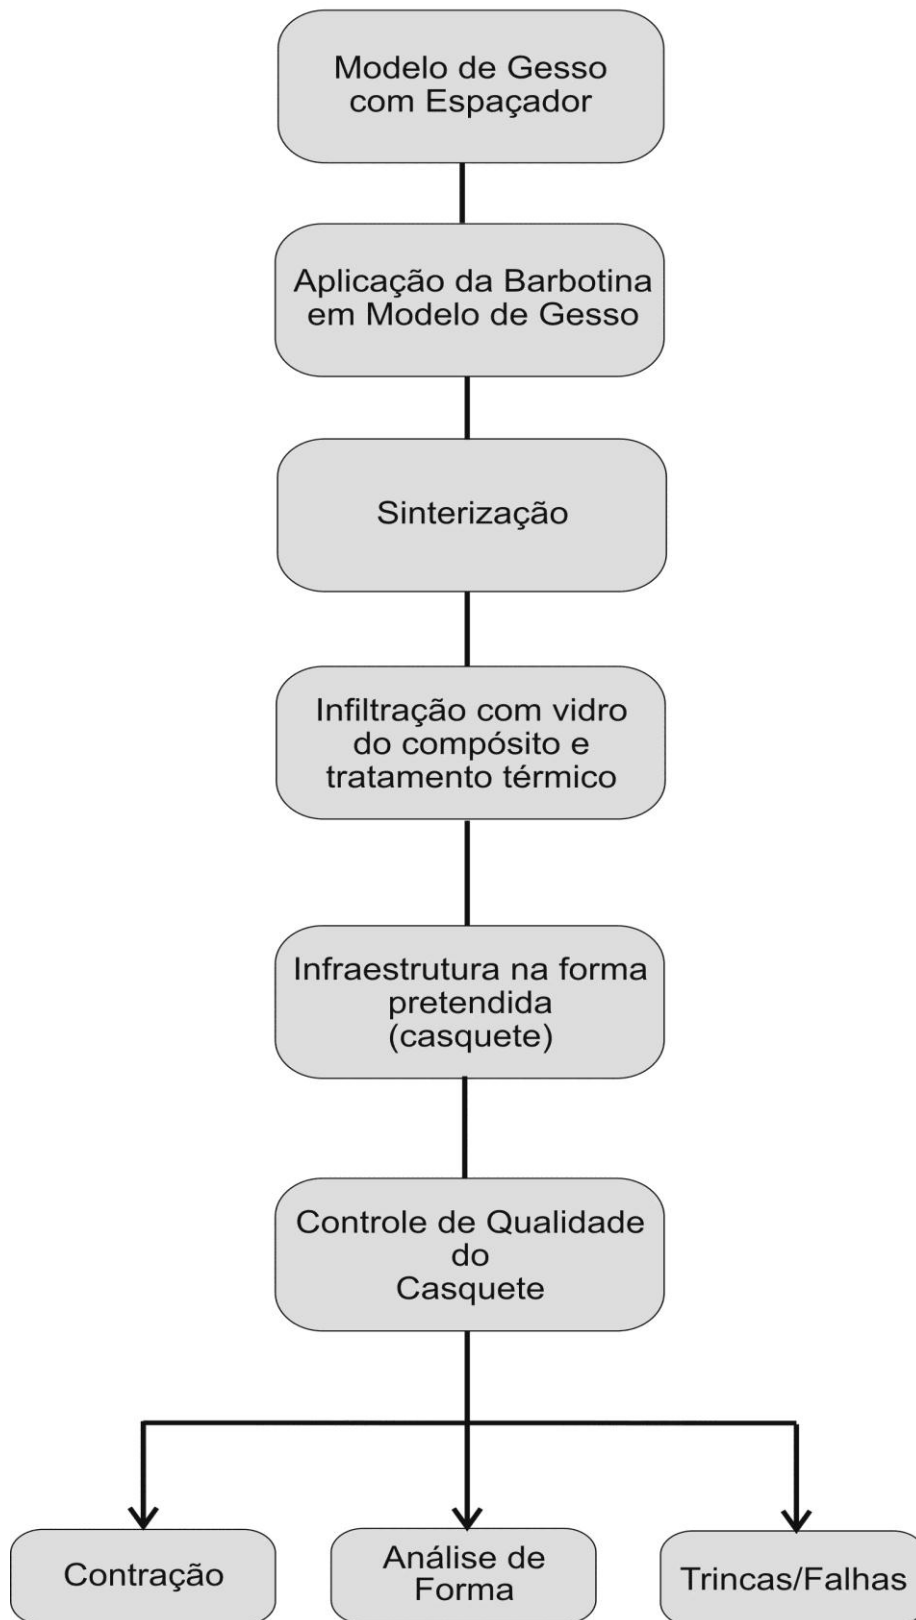 Modelo de Gesso
com Espaçador
Aplicação da Barbotina
em Modelo de Gesso
Sinterização
Infiltração com vidro
do compósito e
tratamento térmico
Infraestrutura na forma
pretendida
(casquete)
Controle de Qualidade
do
Casquete
Contração
Análise de
Forma
Trincas/Falhas